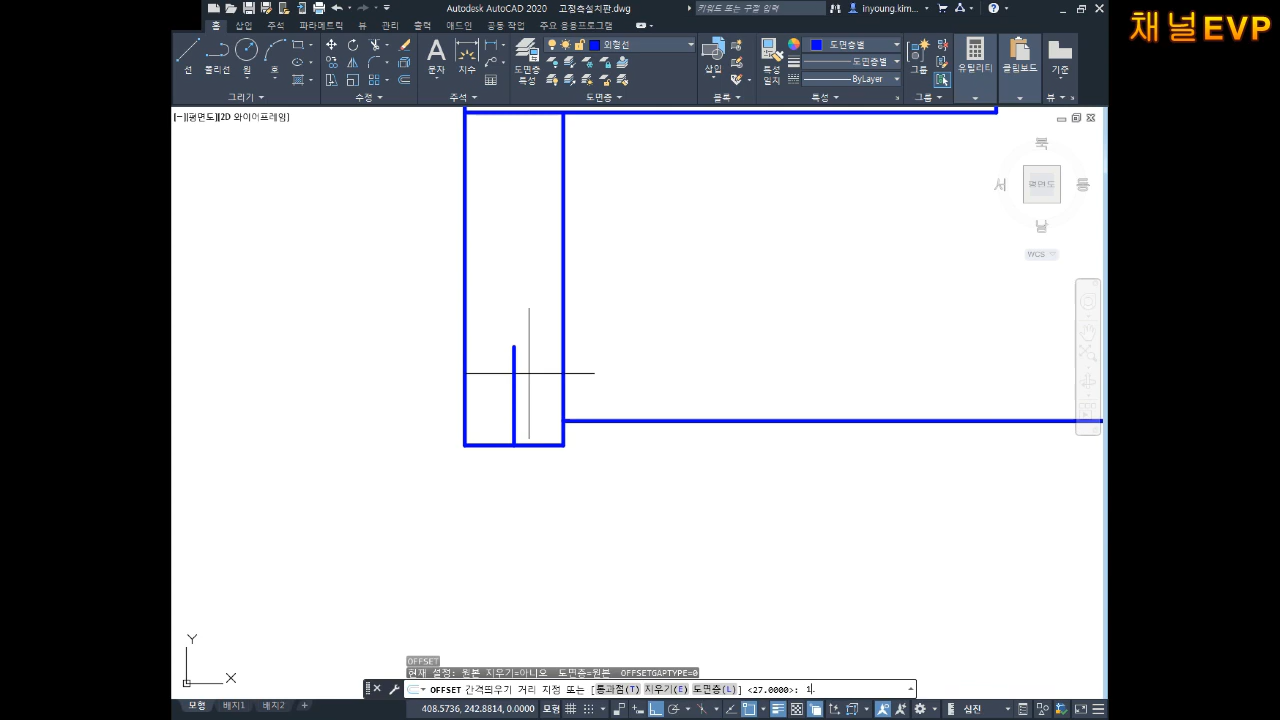 Autodesk AutoCAD 2020 고정측설치판.dwg
키워드 또는 구절 입력
inyoung.kim...
채널EVP
홈 삽입 주석 파라메트릭 뷰 관리 출력 애드인 공동 작업 주요 응용프로그램
선 폴리선 원 호
문자 치수
도면층 특성
외형선
삽입
특성 일치
도면층별
도면층별
ByLayer
그룹
유틸리티
클립보드
기준
그리기 수정 주석 도면층 블록 특성 그룹 뷰
[−][평면도][2D 와이어프레임]
북
서 평면도 동
남
WCS
Y
X
OFFSET
현재 설정: 원본 지우기=아니오 도면층=원본 OFFSETGAPTYPE=0
OFFSET 간격띄우기 거리 지정 또는 [통과점(T) 지우기(E) 도면층(L)] <27.0000>: 1
모형 배치1 배치2 +
408.5736, 242.8814, 0.0000 모형
십진